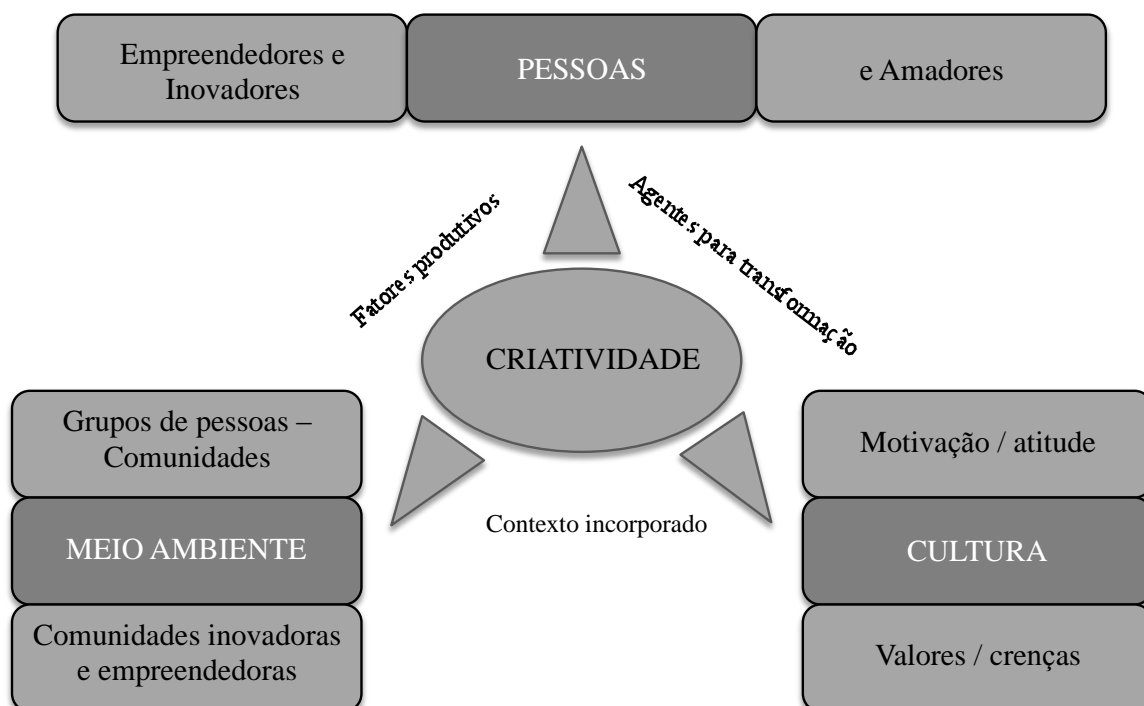 Empreendedores e
Inovadores
PESSOAS
e Amadores
Fatores produtivos
Agentes para transformação
CRIATIVIDADE
Grupos de pessoas –
Comunidades
MEIO AMBIENTE
Comunidades inovadoras
e empreendedoras
Contexto incorporado
Motivação / atitude
CULTURA
Valores / crenças